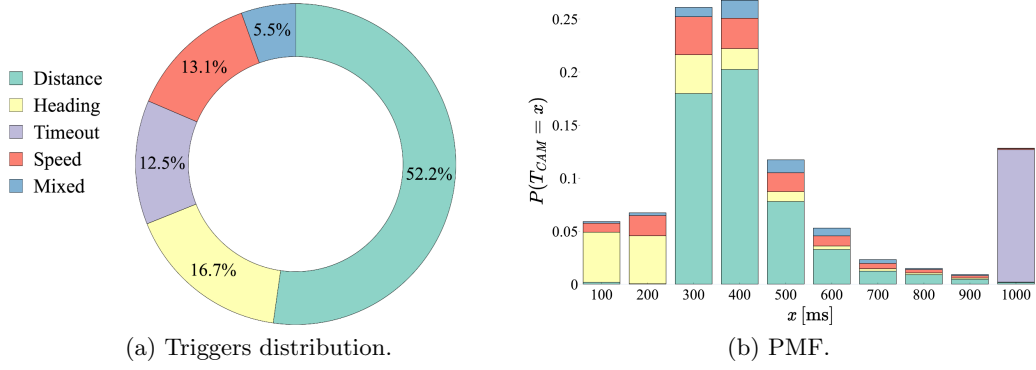 Distance
Heading
Timeout
Speed
Mixed
5.5%
13.1%
12.5%
16.7%
52.2%
(a) Triggers distribution.
P(T_CAM = x)
0.25
0.2
0.15
0.1
0.05
0
100 200 300 400 500 600 700 800 900 1000
x [ms]
(b) PMF.